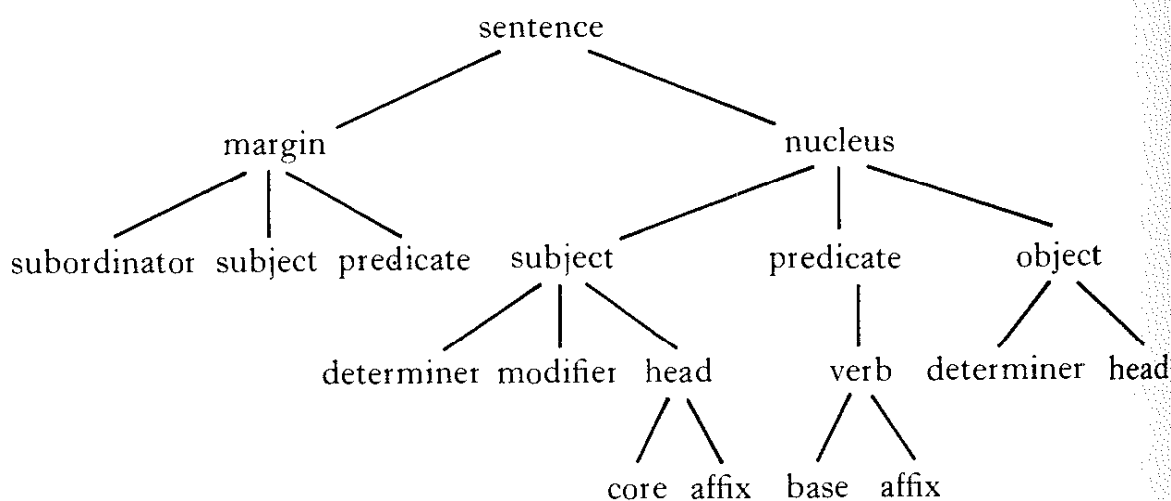 sentence
margin nucleus
subordinator subject predicate subject predicate object
determiner modifier head verb determiner head
core affix base affix